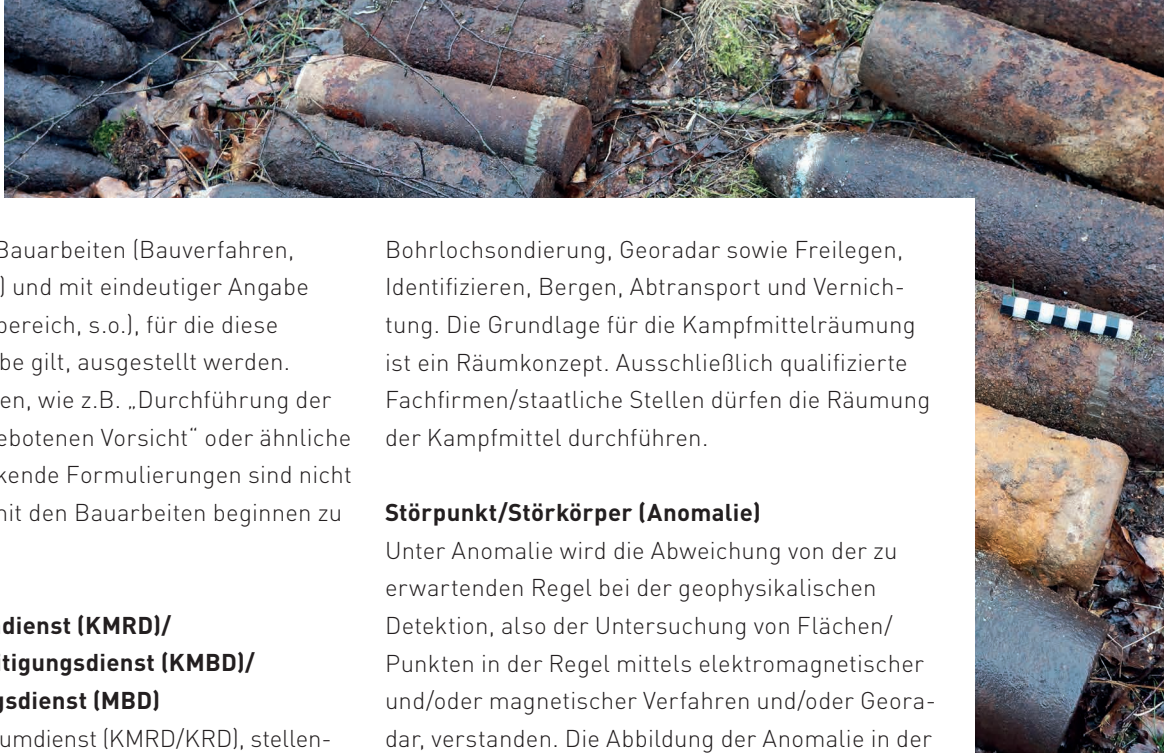 Bauarbeiten (Bauverfahren,
) und mit eindeutiger Angabe
bereich, s.o.), für die diese
be gilt, ausgestellt werden.
en, wie z.B. „Durchführung der
ebotenen Vorsicht“ oder ähnliche
kende Formulierungen sind nicht
mit den Bauarbeiten beginnen zu
dienst (KMRD)/
tigungsdienst (KMBD)/
gsdienst (MBD)
umdienst (KMRD/KRD), stellen-
Bohrlochsondierung, Georadar sowie Freilegen,
Identifizieren, Bergen, Abtransport und Vernich-
tung. Die Grundlage für die Kampfmittelräumung
ist ein Räumkonzept. Ausschließlich qualifizierte
Fachfirmen/staatliche Stellen dürfen die Räumung
der Kampfmittel durchführen.
Störpunkt/Störkörper (Anomalie)
Unter Anomalie wird die Abweichung von der zu
erwartenden Regel bei der geophysikalischen
Detektion, also der Untersuchung von Flächen/
Punkten in der Regel mittels elektromagnetischer
und/oder magnetischer Verfahren und/oder Geora-
dar, verstanden. Die Abbildung der Anomalie in der